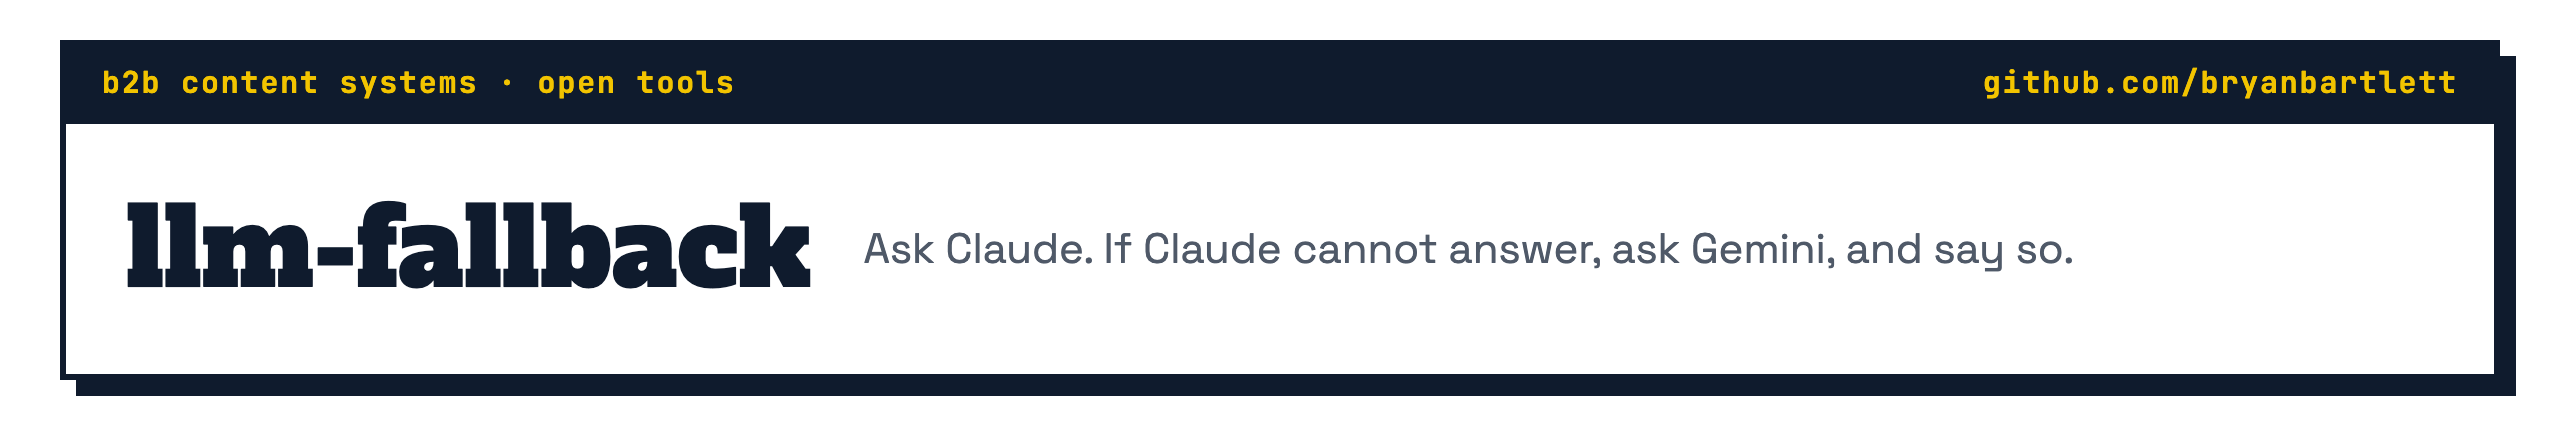 b2b content systems · open tools
github.com/bryanbartlett
llm-fallback
Ask Claude. If Claude cannot answer, ask Gemini, and say so.